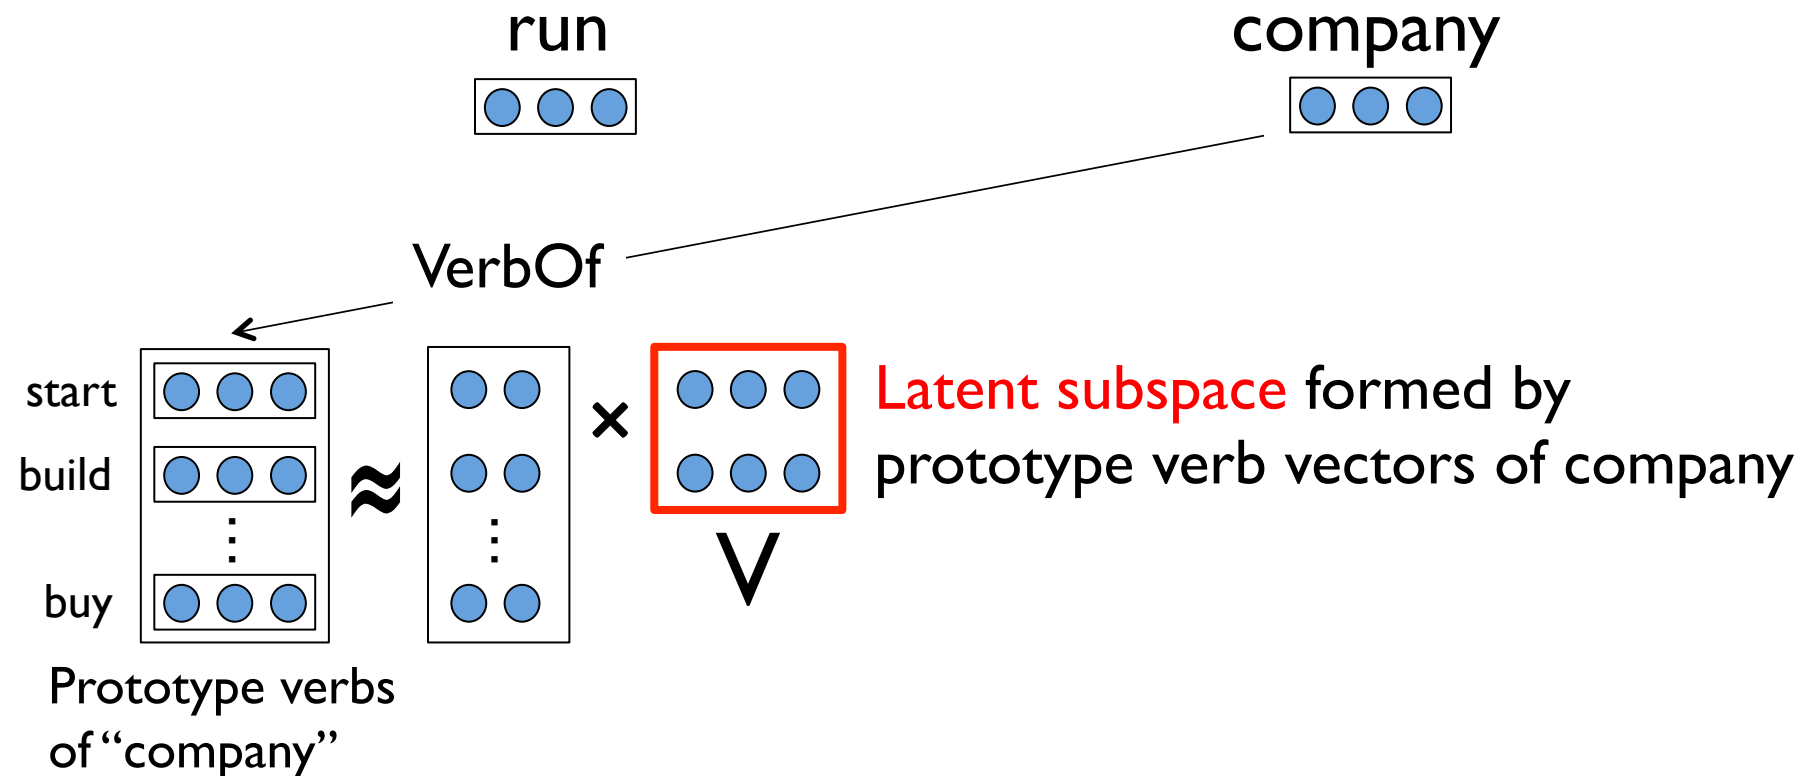 run
company
VerbOf
start
build
⋮
buy
≈
×
Latent subspace formed by
prototype verb vectors of company
V
⋮
Prototype verbs
of “company”